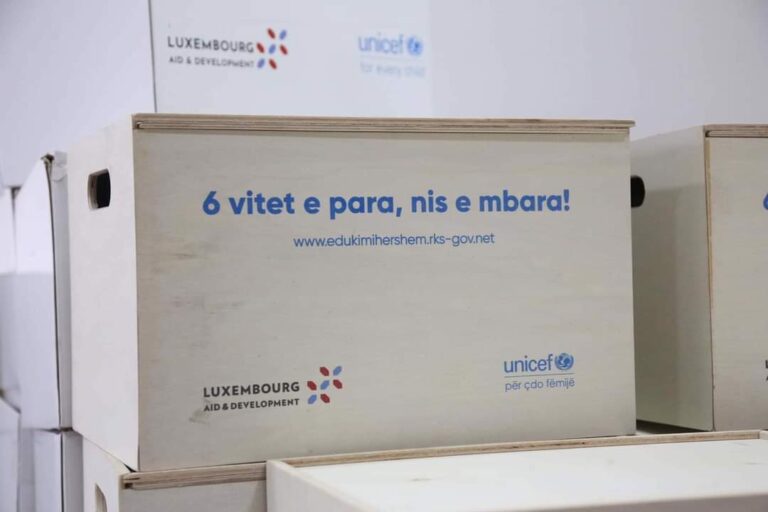 LUXEMBOURG
AID & DEVELOPMENT
unicef
for every child
6 vitet e para, nis e mbara!
www.edukimihershem.rks-gov.net
LUXEMBOURG
AID & DEVELOPMENT
unicef
për çdo fëmijë
6